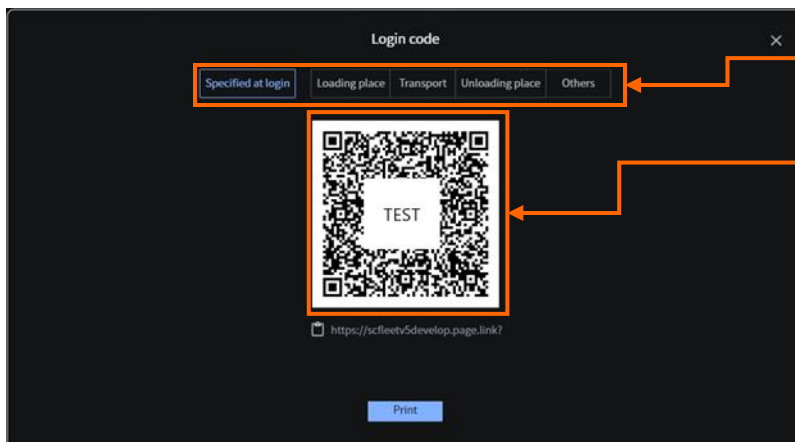 Login code
Specified at login Loading place Transport Unloading place Others
TEST
https://scfleetv5develop.page.link?
Print